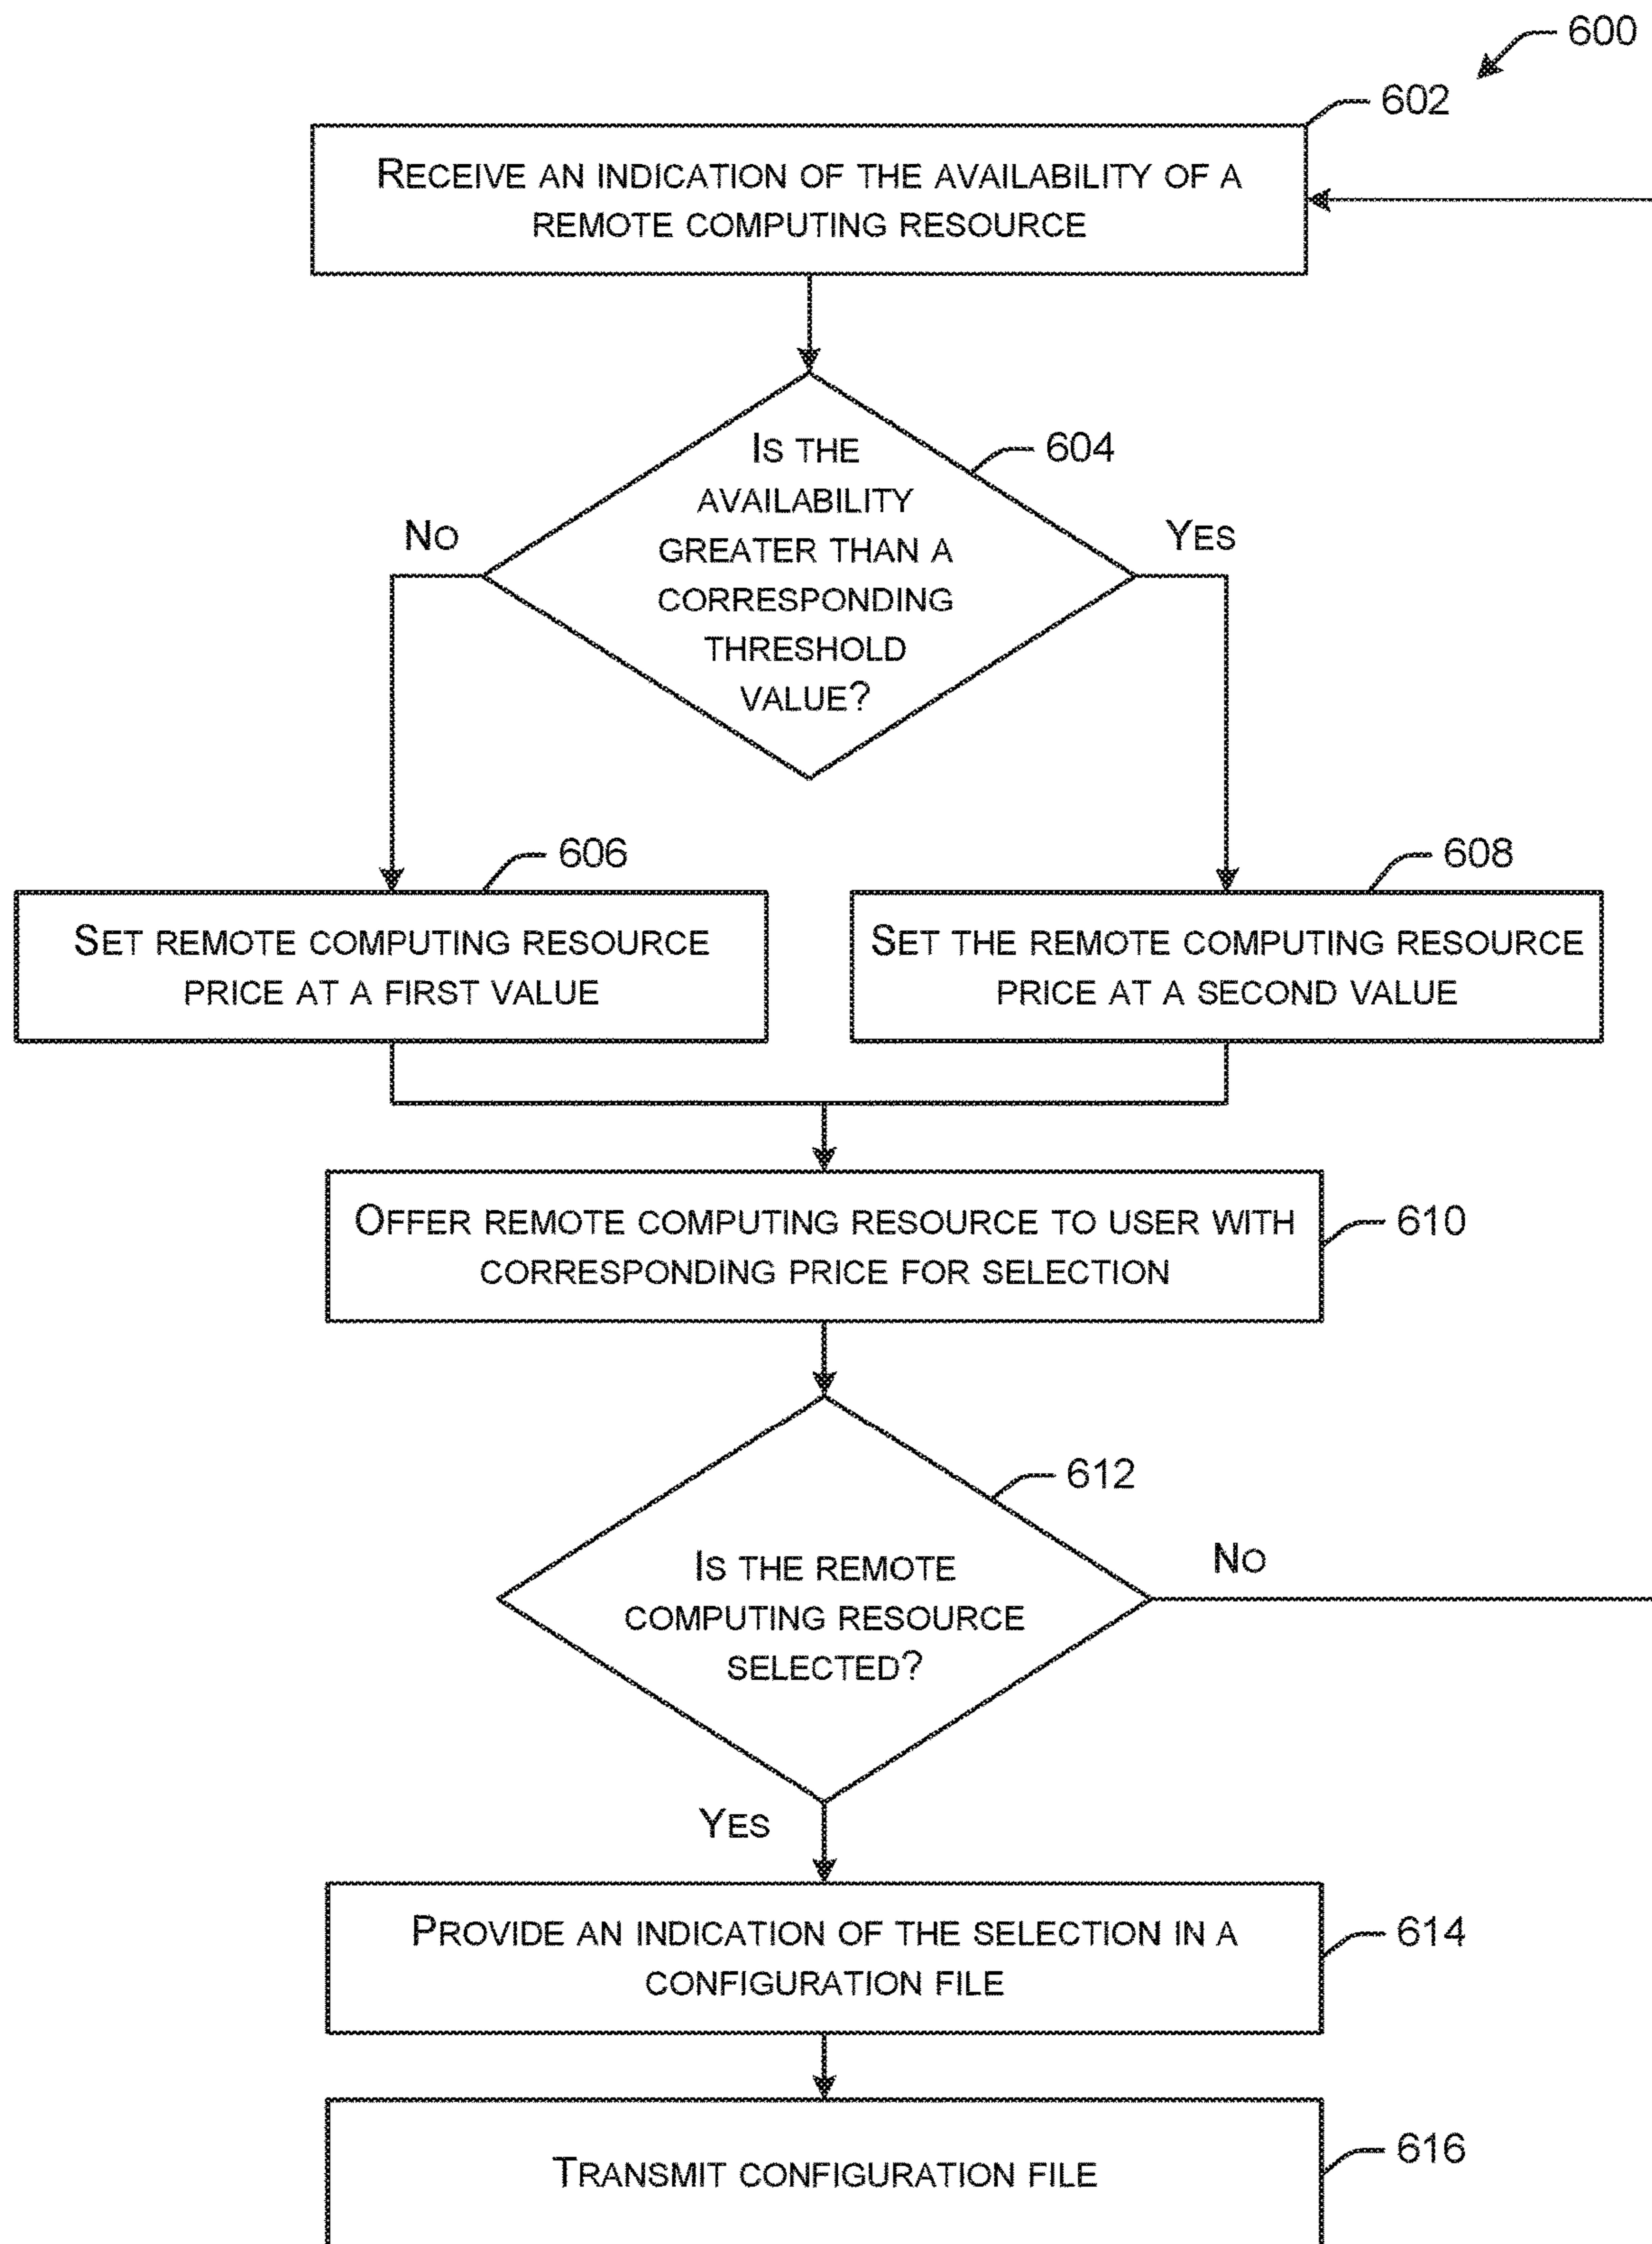 600
602
RECEIVE AN INDICATION OF THE AVAILABILITY OF A
REMOTE COMPUTING RESOURCE
604
IS THE
AVAILABILITY
GREATER THAN A
CORRESPONDING
THRESHOLD
VALUE?
NO
YES
606
608
SET REMOTE COMPUTING RESOURCE
PRICE AT A FIRST VALUE
SET THE REMOTE COMPUTING RESOURCE
PRICE AT A SECOND VALUE
OFFER REMOTE COMPUTING RESOURCE TO USER WITH
CORRESPONDING PRICE FOR SELECTION
610
612
IS THE REMOTE
COMPUTING RESOURCE
SELECTED?
NO
YES
PROVIDE AN INDICATION OF THE SELECTION IN A
CONFIGURATION FILE
614
TRANSMIT CONFIGURATION FILE
616